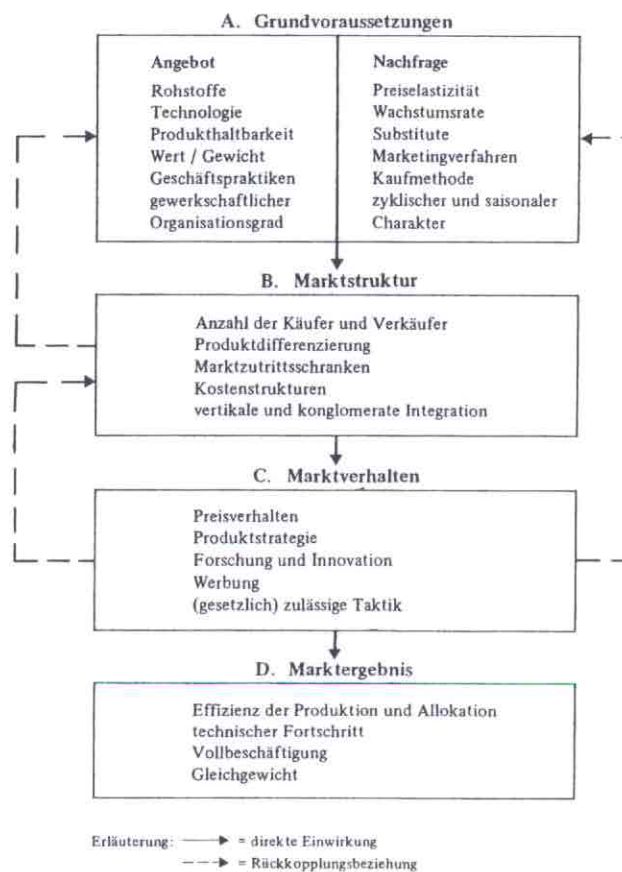 A. Grundvoraussetzungen
Angebot
Rohstoffe
Technologie
Produkthaltbarkeit
Wert / Gewicht
Geschäftspraktiken
gewerkschaftlicher
Organisationsgrad
Nachfrage
Preiselastizität
Wachstumsrate
Substitute
Marketingverfahren
Kaufmethode
zyklischer und saisonaler
Charakter
B. Marktstruktur
Anzahl der Käufer und Verkäufer
Produktdifferenzierung
Marktzutrittsschranken
Kostenstrukturen
vertikale und konglomerate Integration
C. Marktverhalten
Preisverhalten
Produktstrategie
Forschung und Innovation
Werbung
(gesetzlich) zulässige Taktik
D. Marktergebnis
Effizienz der Produktion und Allokation
technischer Fortschritt
Vollbeschäftigung
Gleichgewicht
Erläuterung: = direkte Einwirkung
= Rückkopplungsbeziehung